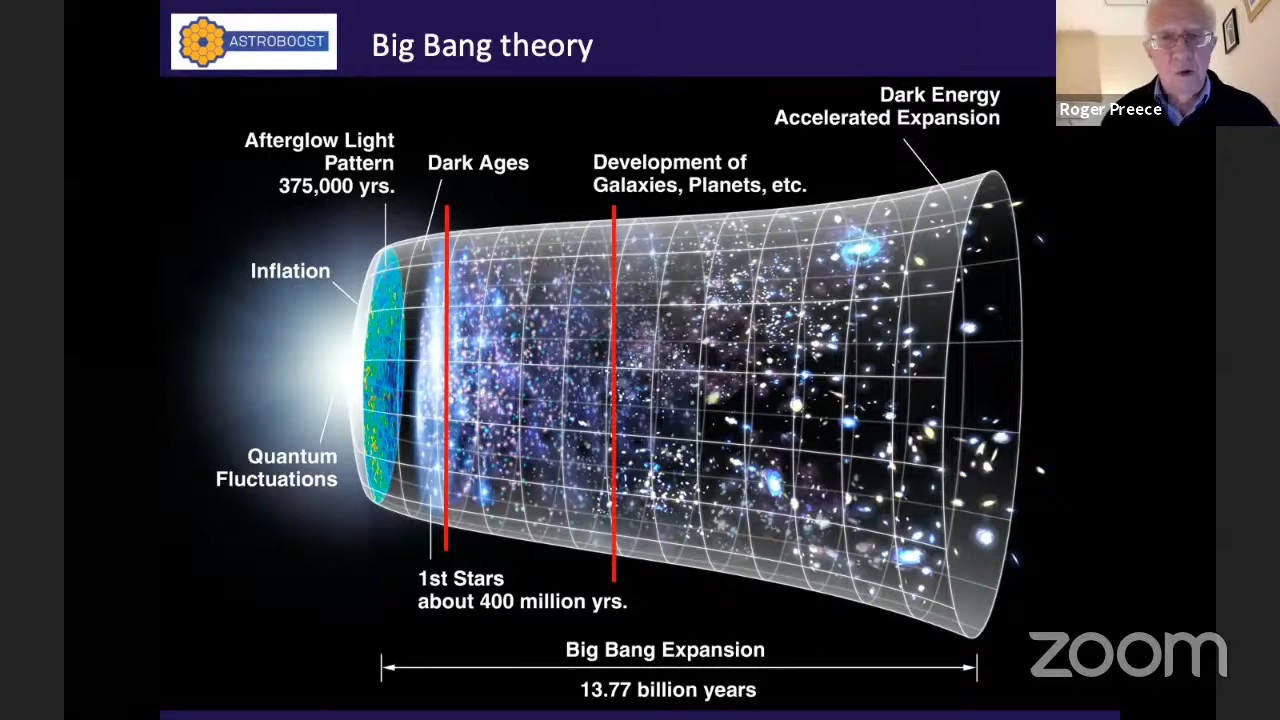 ASTROBOOST
Big Bang theory
Roger Preece
Dark Energy
Accelerated Expansion
Afterglow Light
Pattern
375,000 yrs.
Dark Ages
Development of
Galaxies, Planets, etc.
Inflation
Quantum
Fluctuations
1st Stars
about 400 million yrs.
Big Bang Expansion
13.77 billion years
zoom